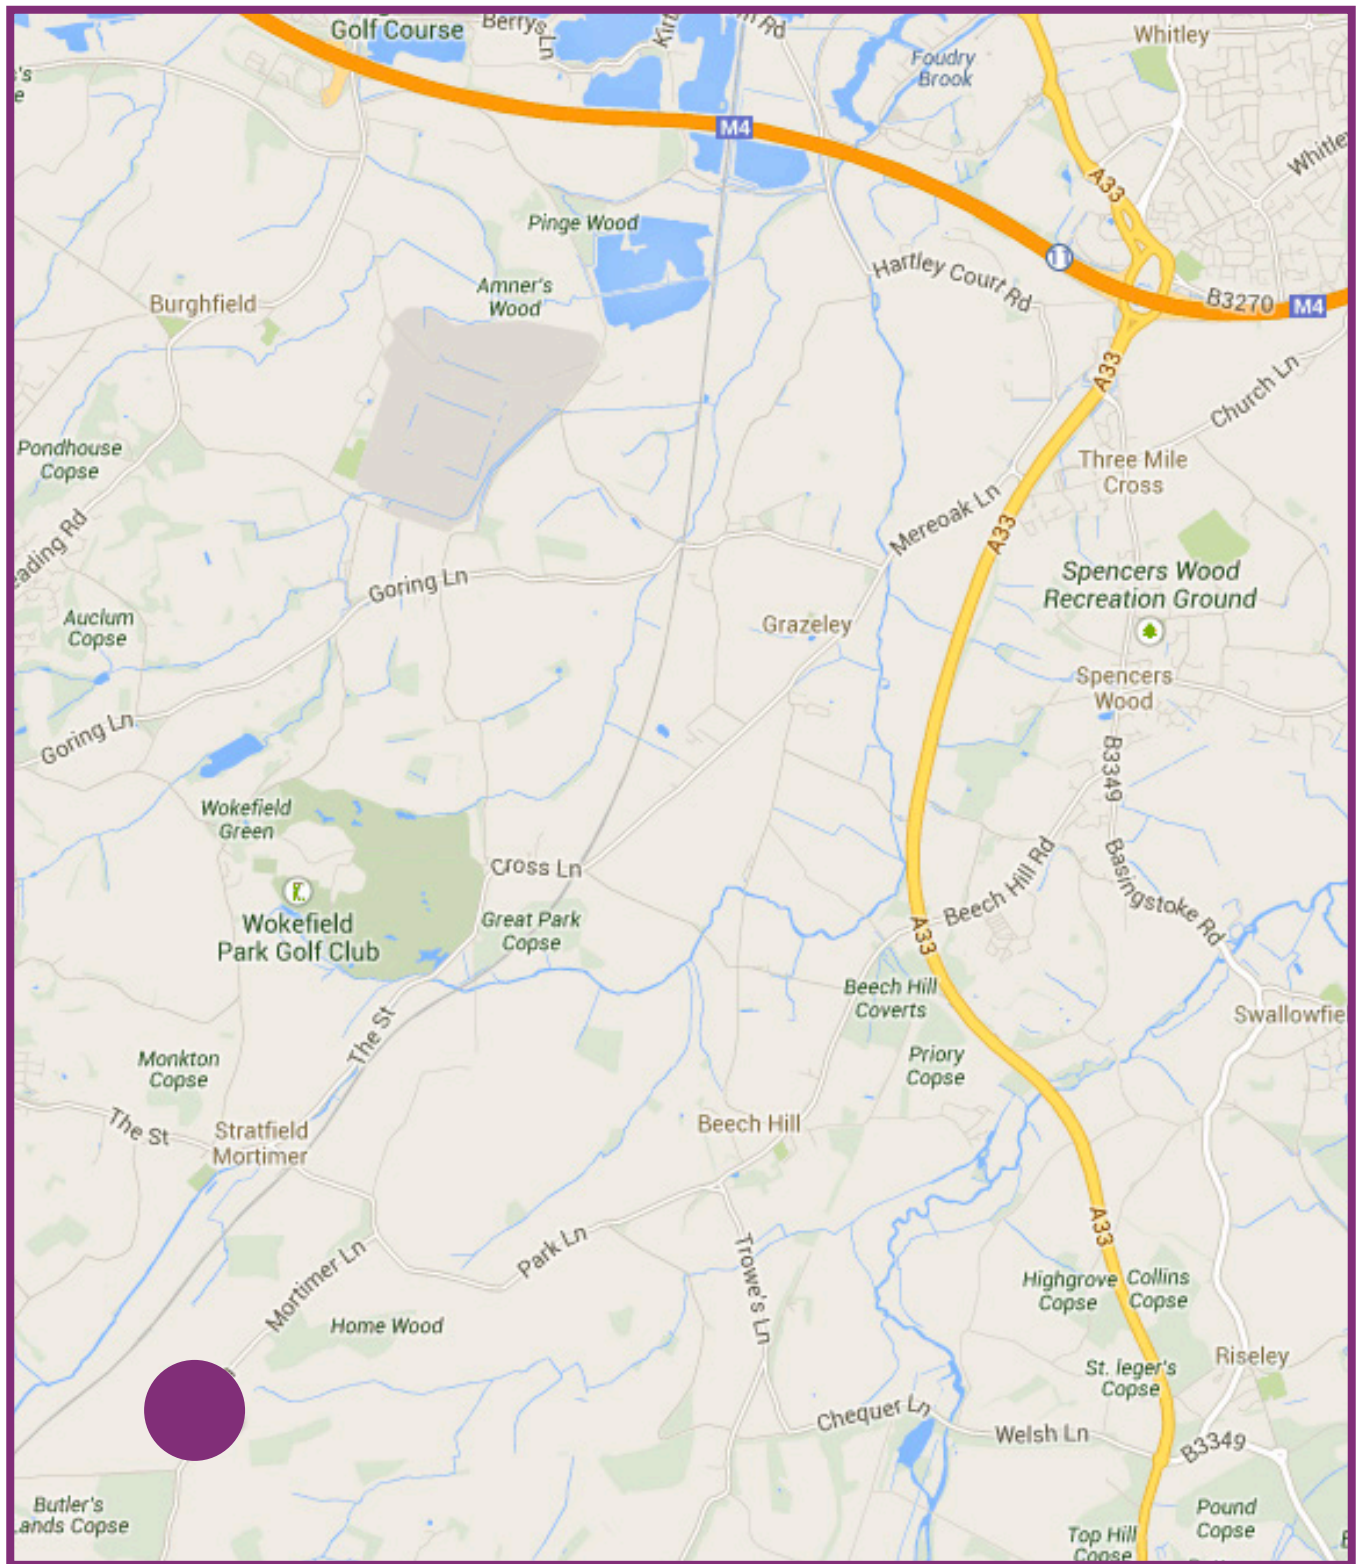 Golf Course
Berrys Ln
Whitley
Foudry
Brook
M4
A33
Pinge Wood
Hartley Court Rd
11
Amner's
Wood
Burghfield
B3270
M4
A33
Church Ln
Pondhouse
Copse
Three Mile
Cross
Mereoak Ln
A33
Goring Ln
Spencers Wood
Recreation Ground
Auclum
Copse
Grazeley
Spencers
Wood
Goring Ln
B3349
Wokefield
Green
Cross Ln
Beech Hill Rd
Basingstoke Rd
Wokefield
Park Golf Club
Great Park
Copse
A33
Beech Hill
Coverts
Swallowfie
The St
Monkton
Copse
Priory
Copse
The St
Stratfield
Mortimer
Beech Hill
A33
Park Ln
Trowe's Ln
Mortimer Ln
Highgrove
Copse
Collins
Copse
Home Wood
Riseley
St. leger's
Copse
Chequer Ln
Welsh Ln
B3349
Butler's
ands Copse
Pound
Copse
Top Hill
Copse